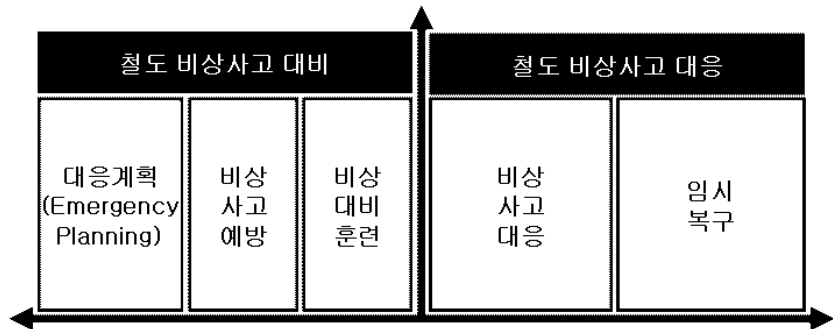 철도 비상사고 대비
철도 비상사고 대응
대응계획
(Emergency
Planning)
비상
사고
예방
비상
대비
훈련
비상
사고
대응
임시
복구